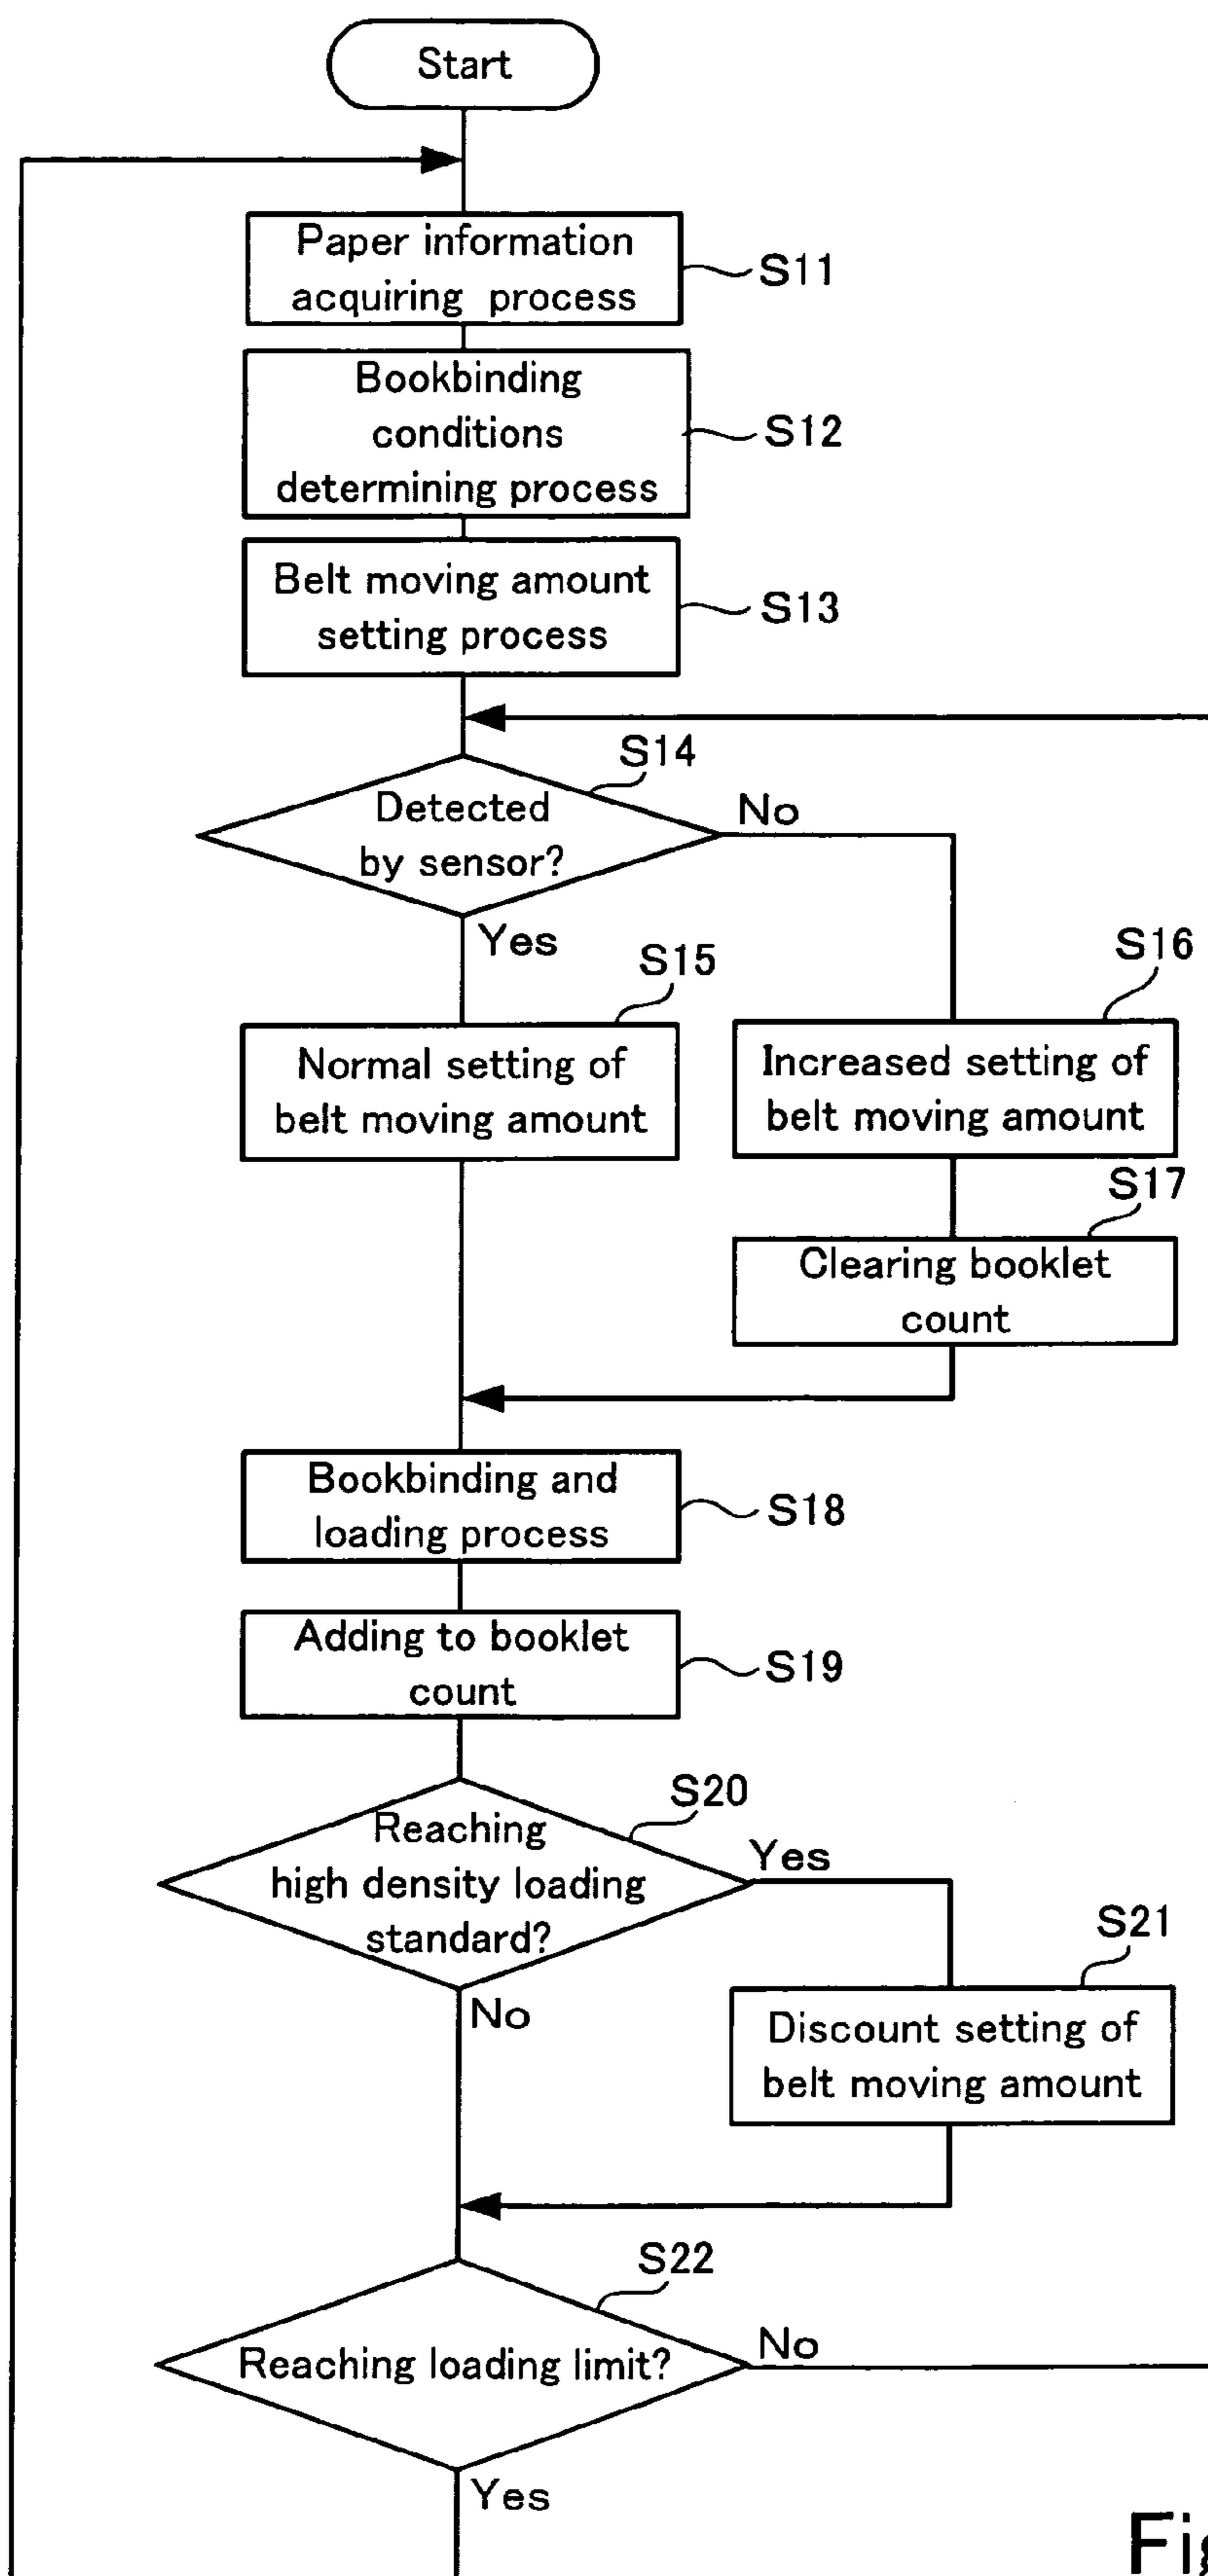 Start
Paper information
acquiring process
S11
Bookbinding
conditions
determining process
S12
Belt moving amount
setting process
S13
S14
Detected
by sensor?
No
Yes
S15
Normal setting of
belt moving amount
S16
Increased setting of
belt moving amount
S17
Clearing booklet
count
Bookbinding and
loading process
S18
Adding to booklet
count
S19
S20
Reaching
high density loading
standard?
Yes
No
S21
Discount setting of
belt moving amount
S22
Reaching loading limit?
No
Yes